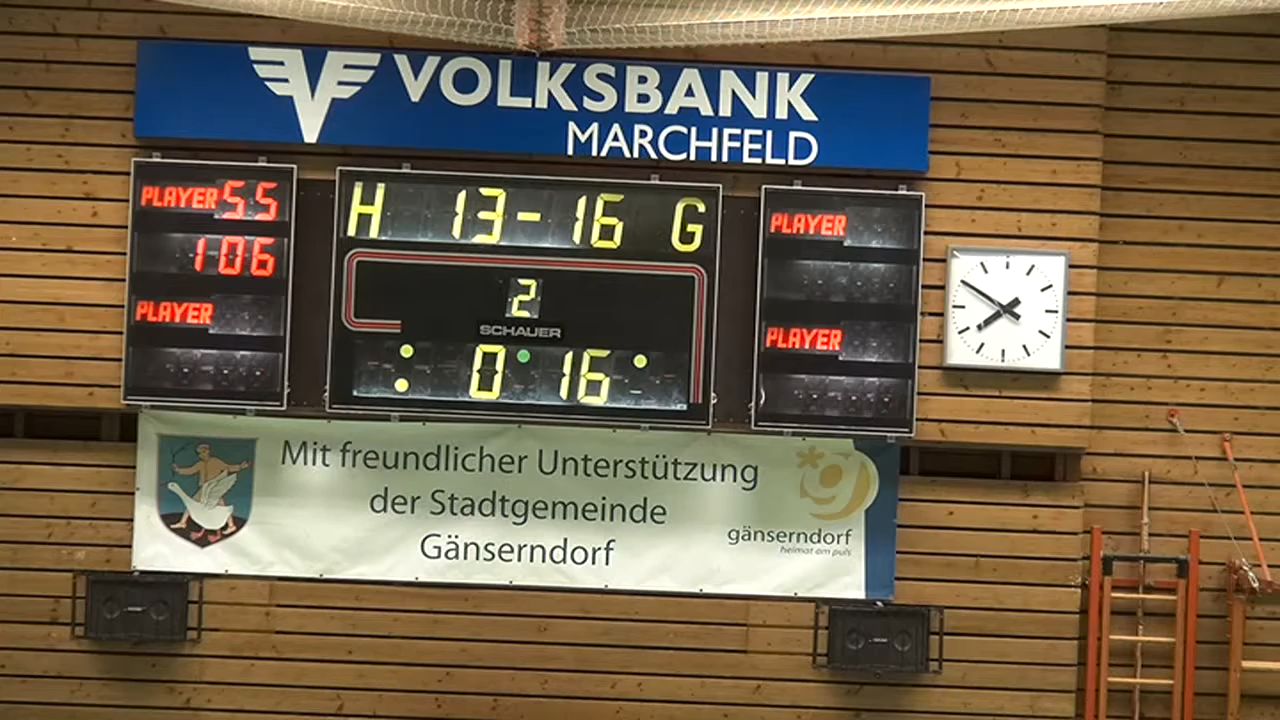 VOLKSBANK
MARCHFELD
PLAYER 55
106
PLAYER
H 13-16 G
2
SCHAUER
0 16
PLAYER
PLAYER
Mit freundlicher Unterstützung
der Stadtgemeinde
Gänserndorf
gänserndorf
heimat am puls